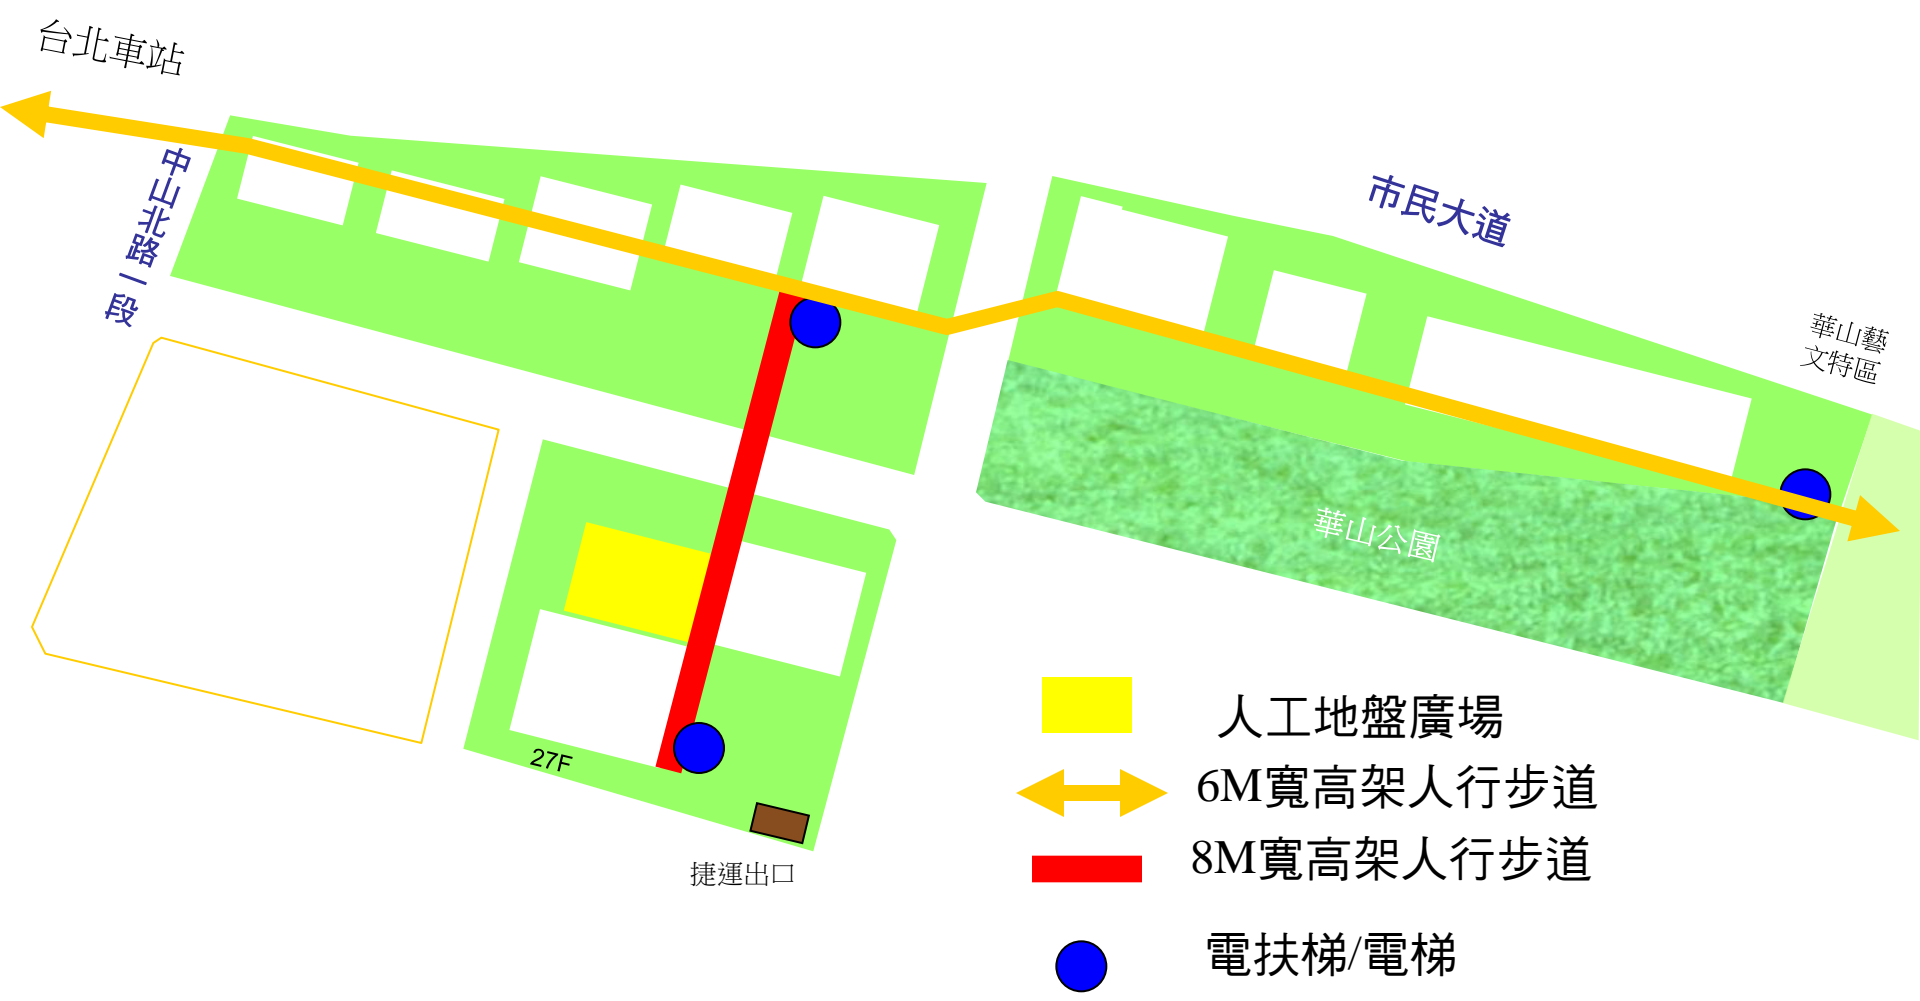 台北車站
中山北路一段
市民大道
華山藝
文特區
華山公園
27F
捷運出口
人工地盤廣場
6M寬高架人行步道
8M寬高架人行步道
電扶梯/電梯